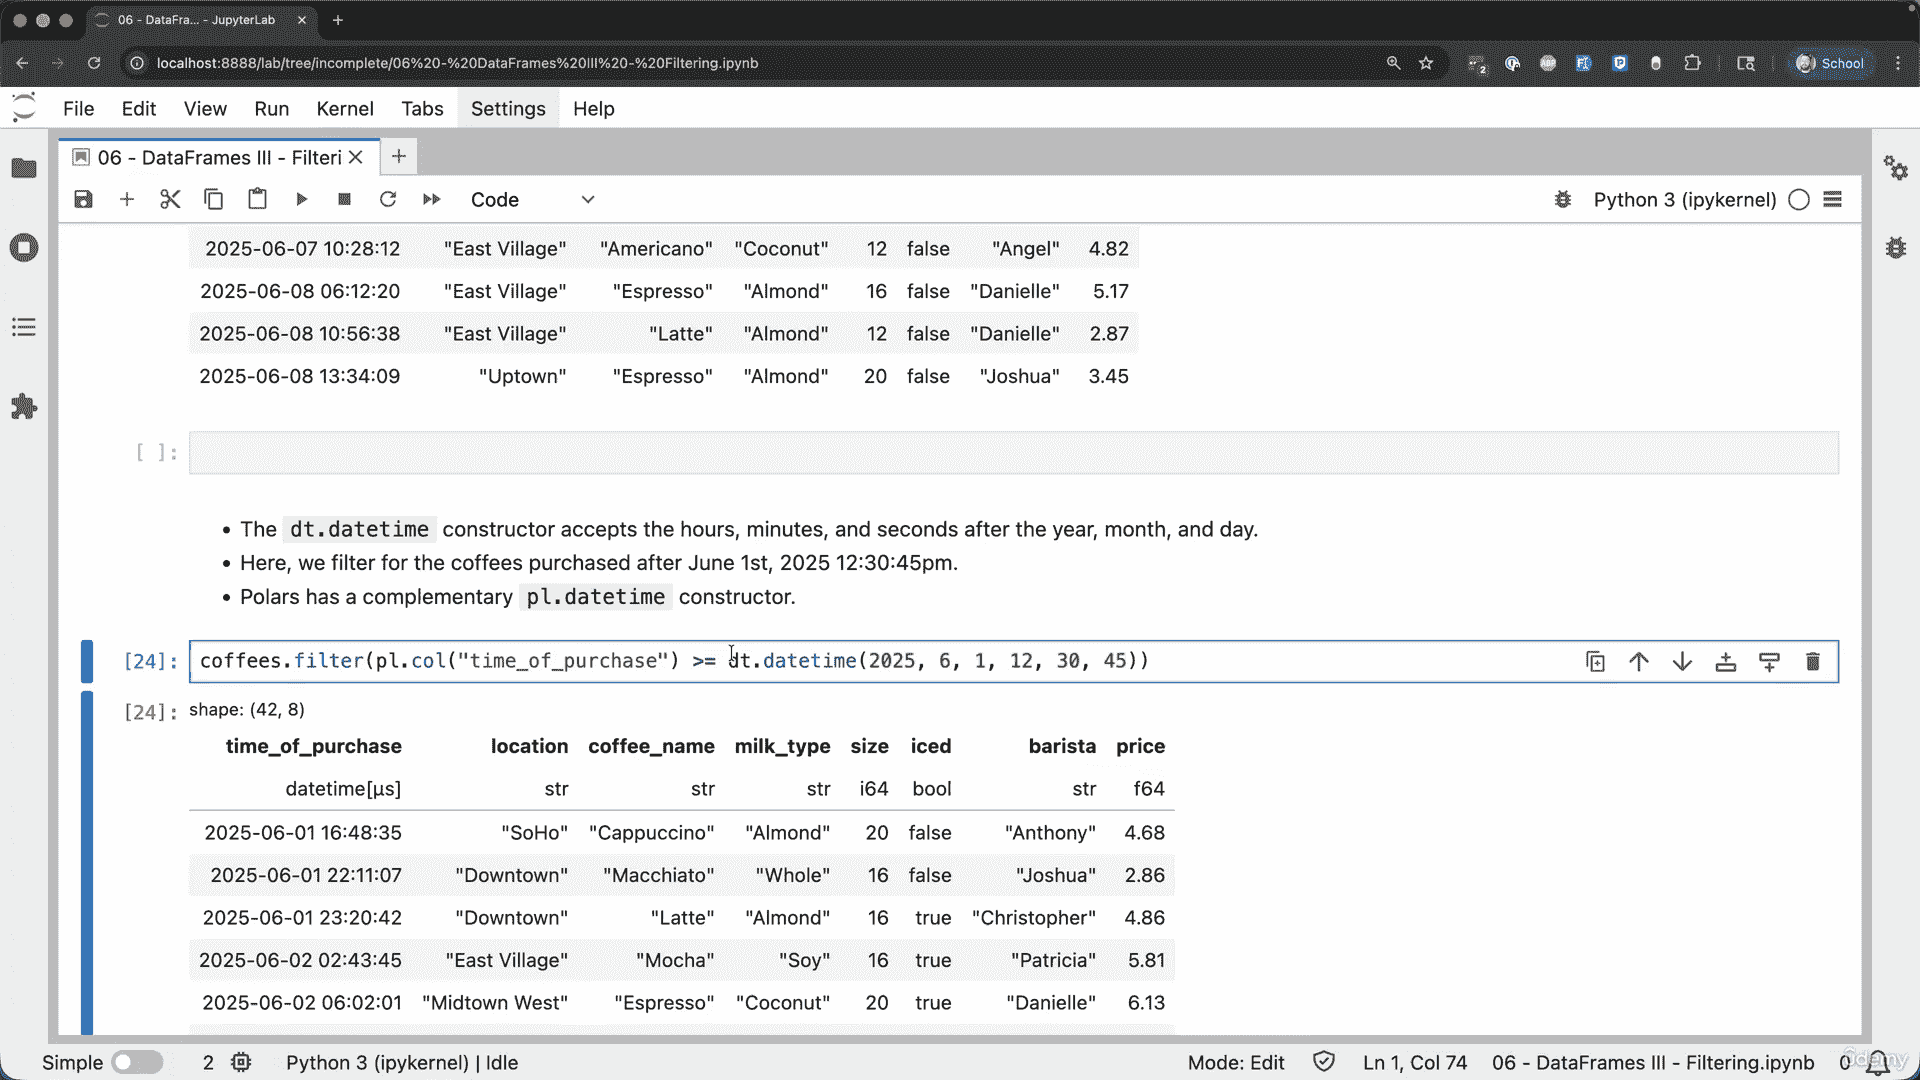 06 - DataFra... - JupyterLab
localhost:8888/lab/tree/incomplete/06%20-%20DataFrames%20III%20-%20Filtering.ipynb
2
School
File Edit View Run Kernel Tabs Settings Help
06 - DataFrames III - Filteri
Code
Python 3 (ipykernel)
2025-06-07 10:28:12 "East Village" "Americano" "Coconut" 12 false "Angel" 4.82
2025-06-08 06:12:20 "East Village" "Espresso" "Almond" 16 false "Danielle" 5.17
2025-06-08 10:56:38 "East Village" "Latte" "Almond" 12 false "Danielle" 2.87
2025-06-08 13:34:09 "Uptown" "Espresso" "Almond" 20 false "Joshua" 3.45
[ ]:
• The dt.datetime constructor accepts the hours, minutes, and seconds after the year, month, and day.
• Here, we filter for the coffees purchased after June 1st, 2025 12:30:45pm.
• Polars has a complementary pl.datetime constructor.
[24]: coffees.filter(pl.col("time_of_purchase") >= dt.datetime(2025, 6, 1, 12, 30, 45))
[24]: shape: (42, 8)
time_of_purchase location coffee_name milk_type size iced barista price
datetime[μs] str str str i64 bool str f64
2025-06-01 16:48:35 "SoHo" "Cappuccino" "Almond" 20 false "Anthony" 4.68
2025-06-01 22:11:07 "Downtown" "Macchiato" "Whole" 16 false "Joshua" 2.86
2025-06-01 23:20:42 "Downtown" "Latte" "Almond" 16 true "Christopher" 4.86
2025-06-02 02:43:45 "East Village" "Mocha" "Soy" 16 true "Patricia" 5.81
2025-06-02 06:02:01 "Midtown West" "Espresso" "Coconut" 20 true "Danielle" 6.13
Simple 2 Python 3 (ipykernel) | Idle Mode: Edit Ln 1, Col 74 06 - DataFrames III - Filtering.ipynb 0
udemy